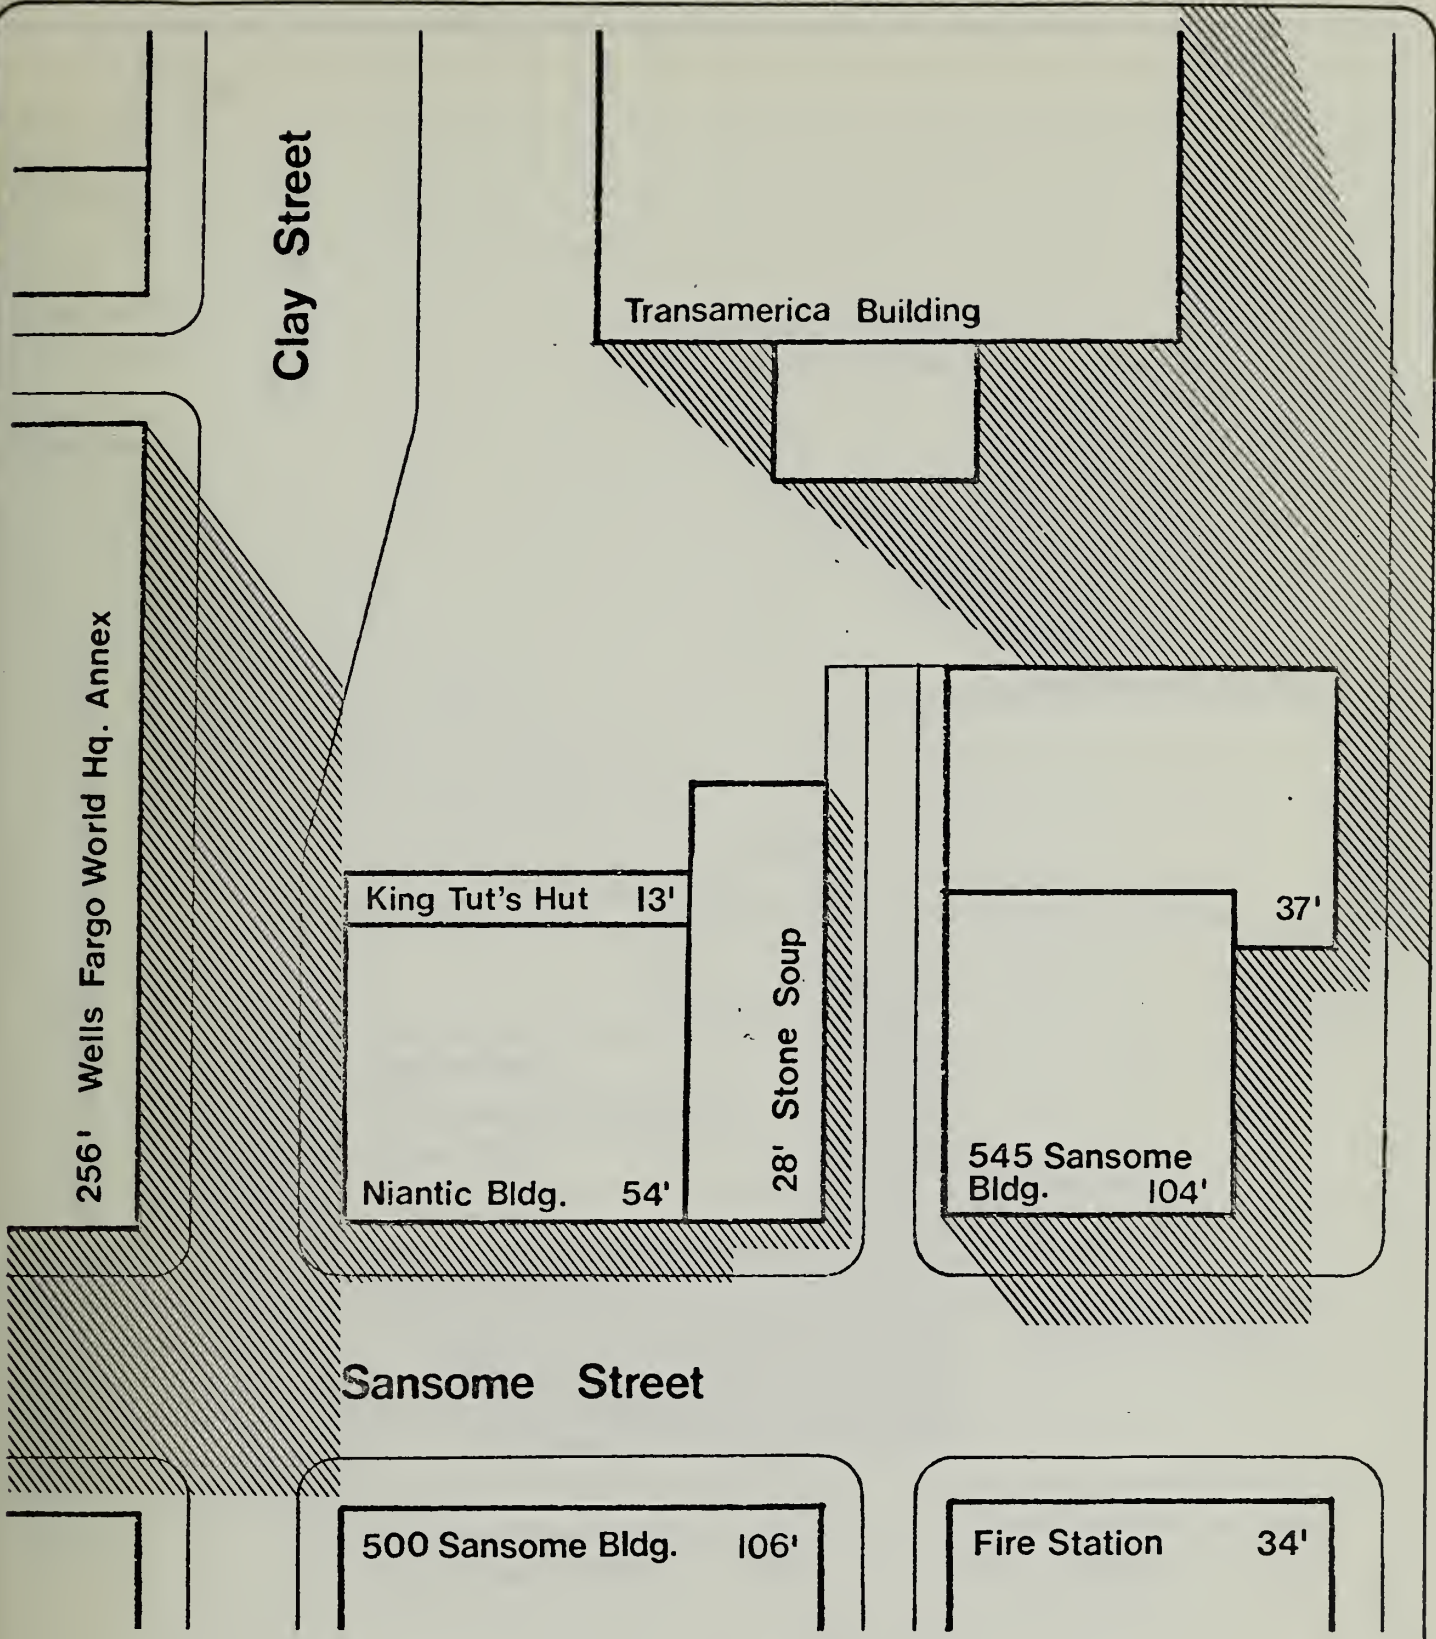 Clay Street
Transamerica Building
256' Wells Fargo World Hq. Annex
King Tut's Hut 13'
37'
28' Stone Soup
Niantic Bldg. 54'
545 Sansome
Bldg. 104'
Sansome Street
500 Sansome Bldg. 106'
Fire Station 34'